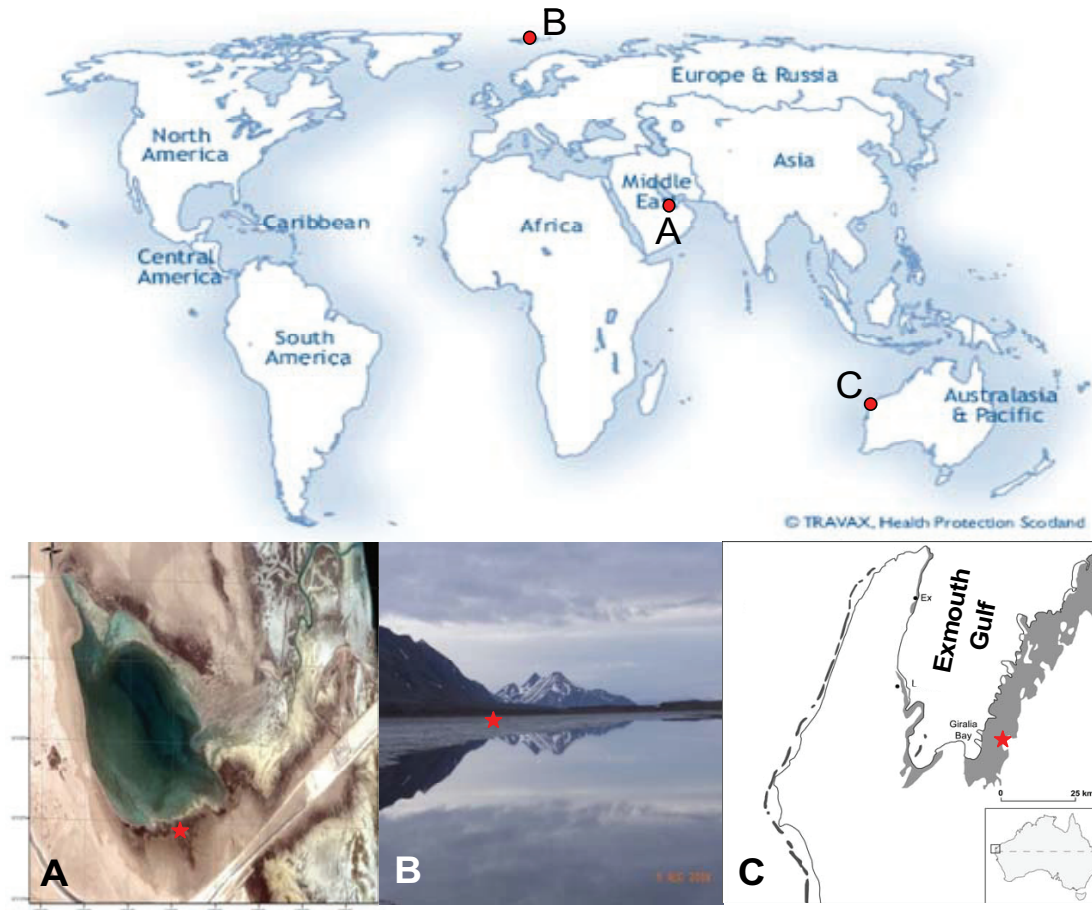 B
Europe & Russia
North
America
Asia
Middle
East
A
Caribbean
Africa
Central
America
South
America
C
Australasia
& Pacific
© TRAVAX, Health Protection Scotland
A
B
Ex
Exmouth
Gulf
L
Giralia
Bay
0
25 km
C